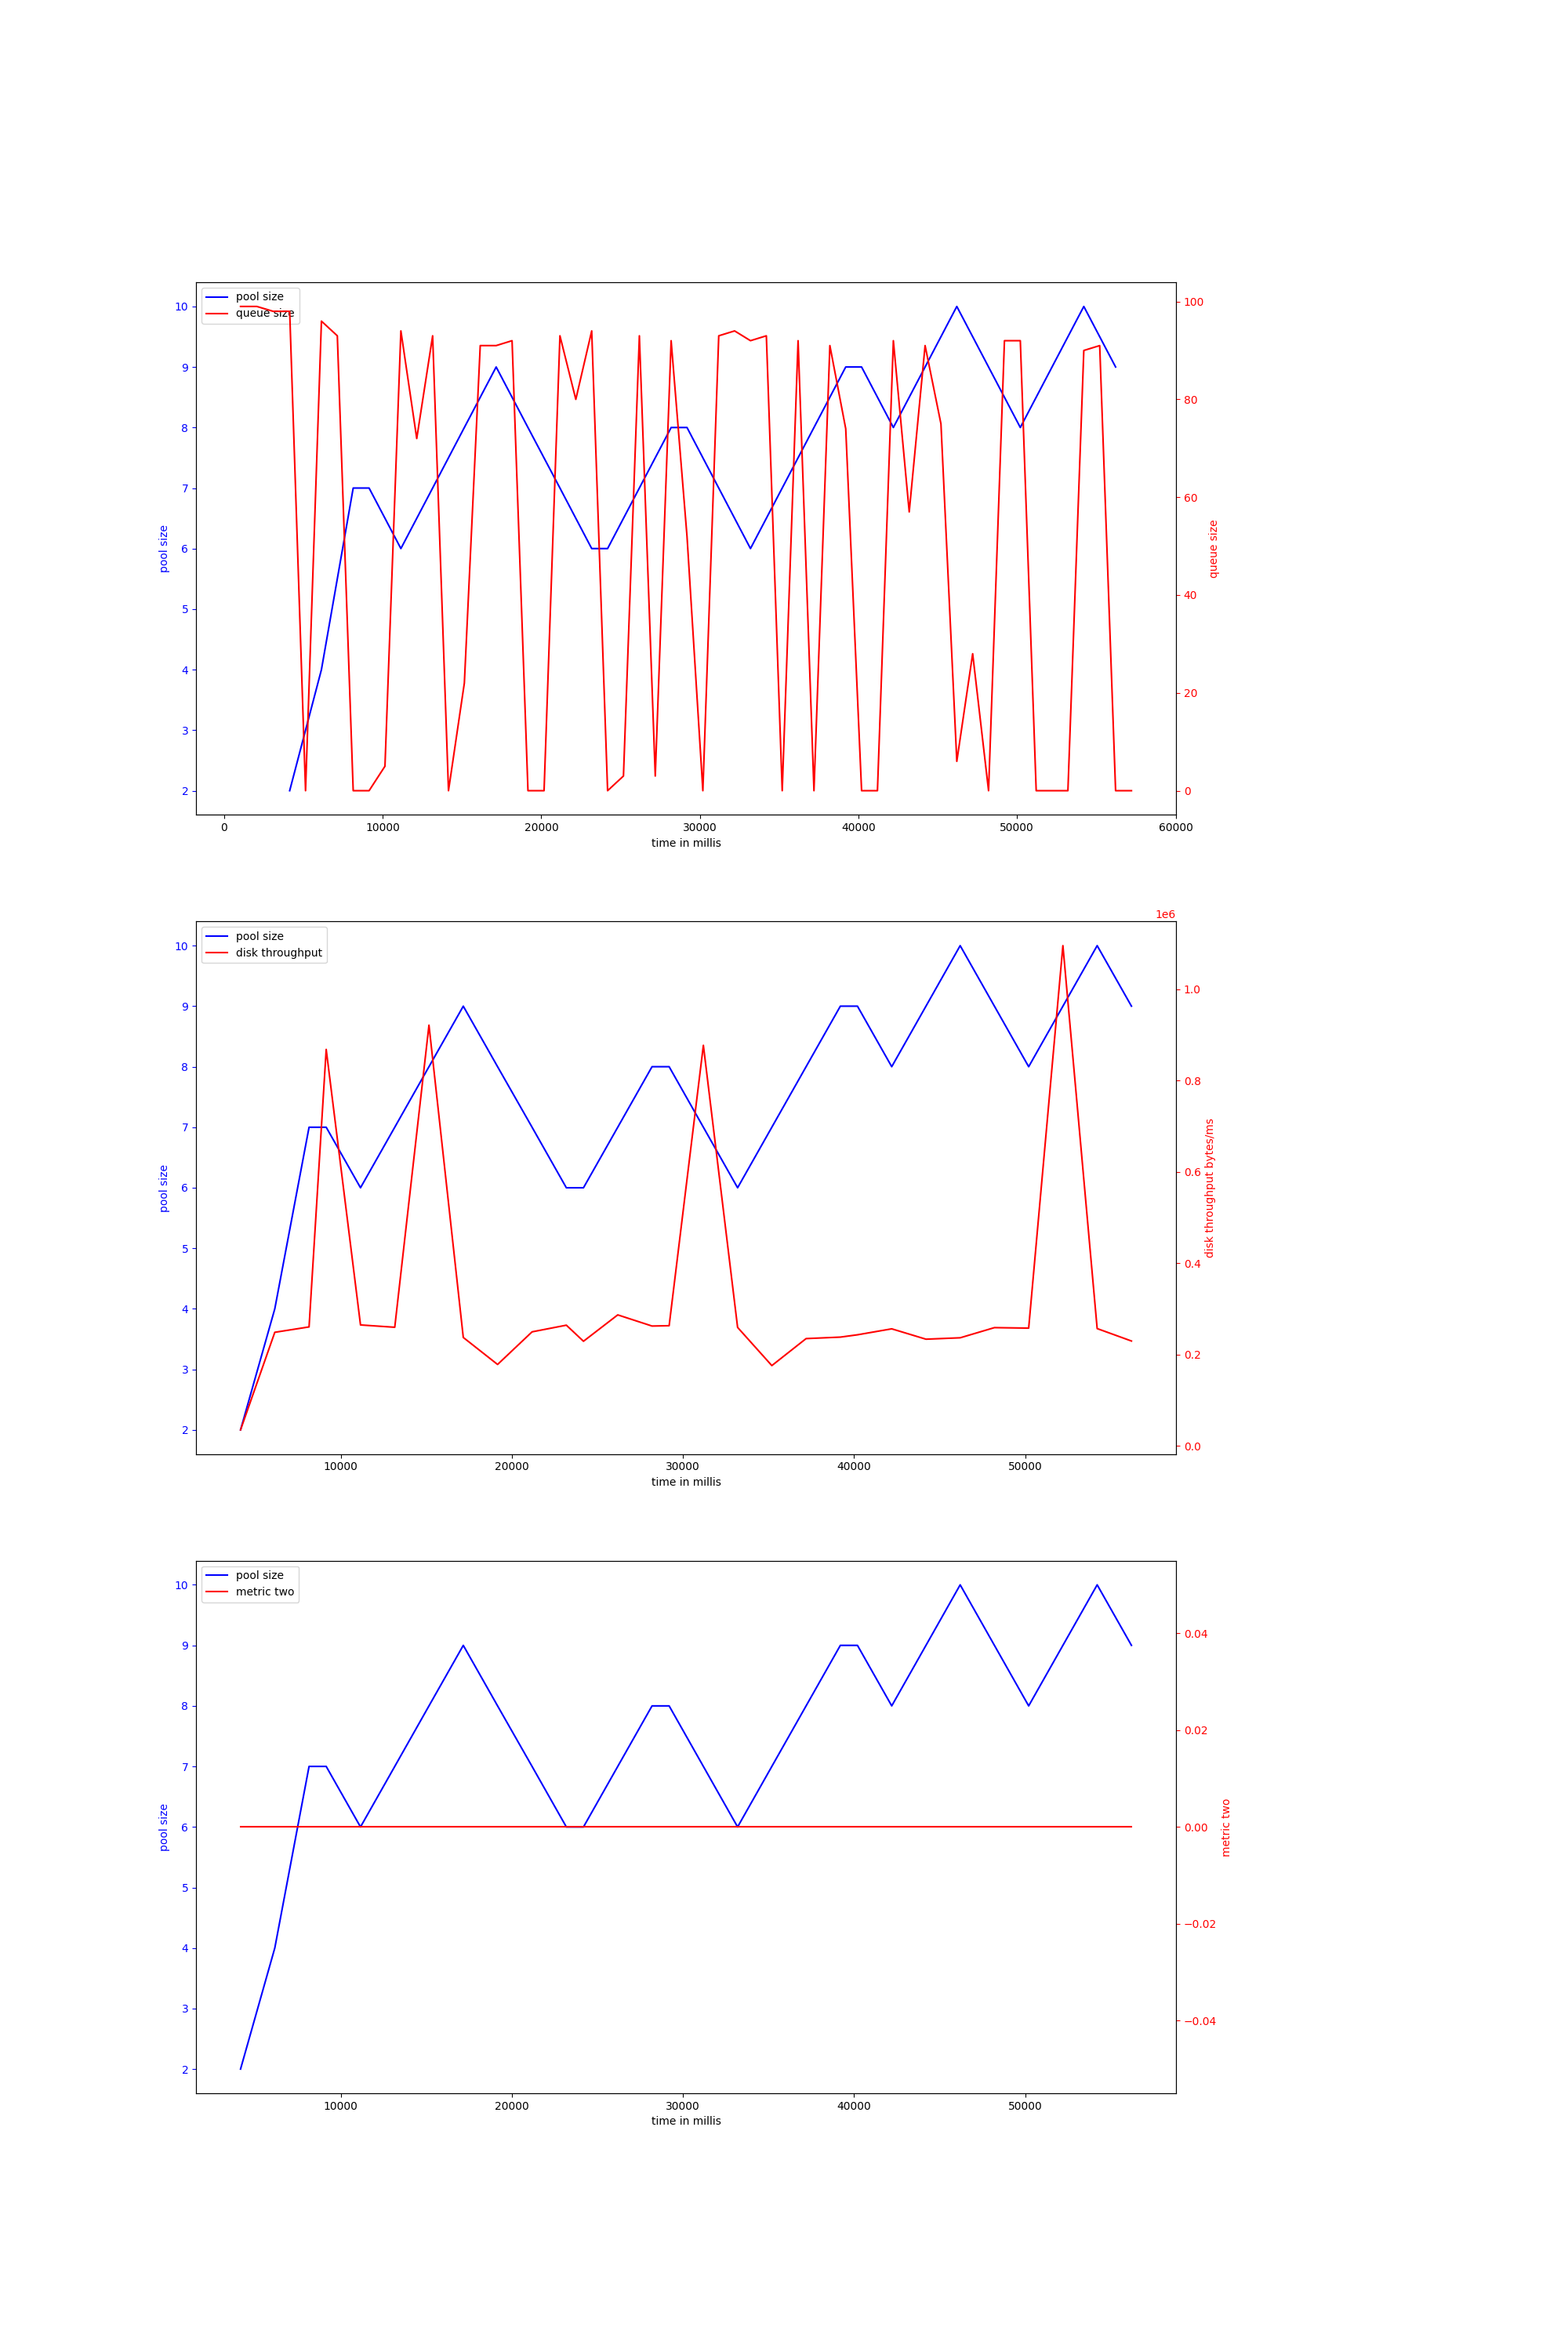 pool size
queue size
10
9
8
7
6
5
4
3
2
pool size
100
80
60
40
20
0
queue size
0 10000 20000 30000 40000 50000 60000
time in millis
1e6
pool size
disk throughput
10
9
8
7
6
5
4
3
2
pool size
1.0
0.8
0.6
0.4
0.2
0.0
disk throughput bytes/ms
10000 20000 30000 40000 50000
time in millis
pool size
metric two
10
9
8
7
6
5
4
3
2
pool size
0.04
0.02
0.00
−0.02
−0.04
metric two
10000 20000 30000 40000 50000
time in millis